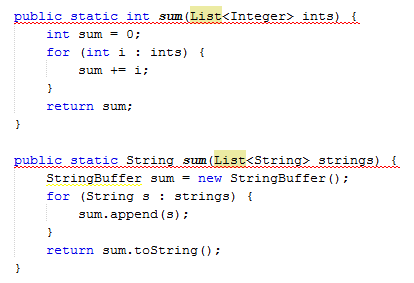 public static int sum(List<Integer> ints) {
    int sum = 0;
    for (int i : ints) {
        sum += i;
    }
    return sum;
}
public static String sum(List<String> strings) {
    StringBuffer sum = new StringBuffer();
    for (String s : strings) {
        sum.append(s);
    }
    return sum.toString();
}